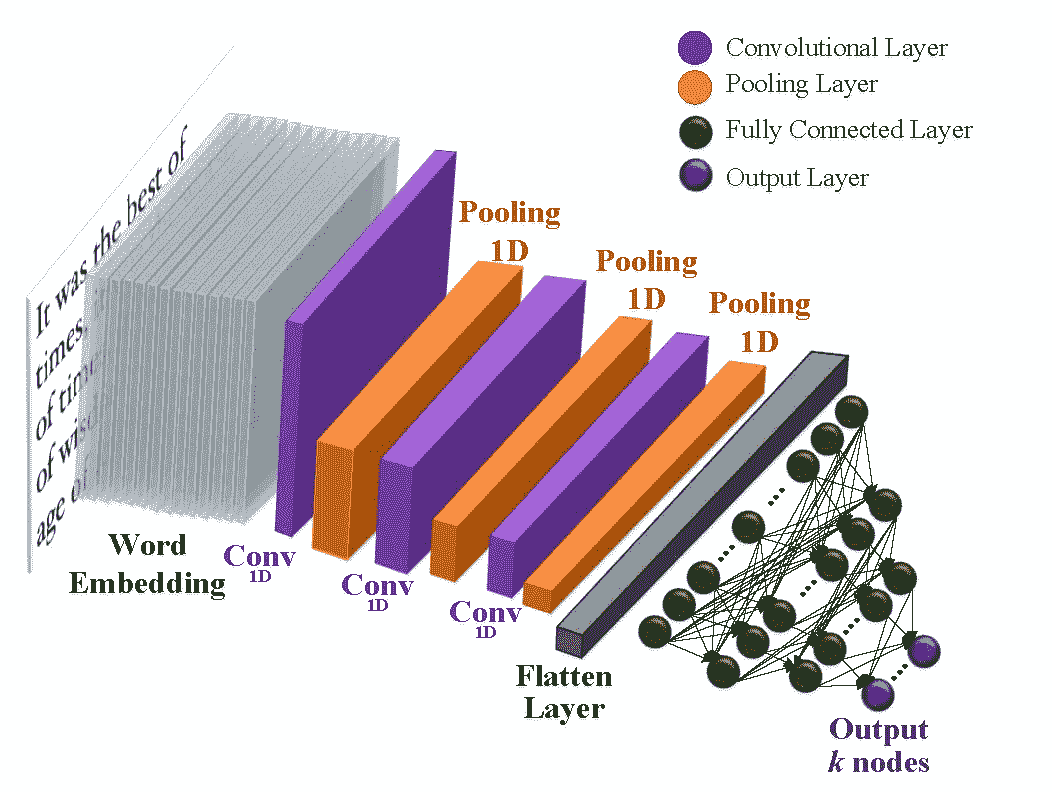 Convolutional Layer
Pooling Layer
Fully Connected Layer
Output Layer
It was the best of
times,
of tim
of wis
age of
Word
Embedding
Conv
1D
Pooling
1D
Conv
1D
Pooling
1D
Conv
1D
Pooling
1D
Flatten
Layer
Output
k nodes